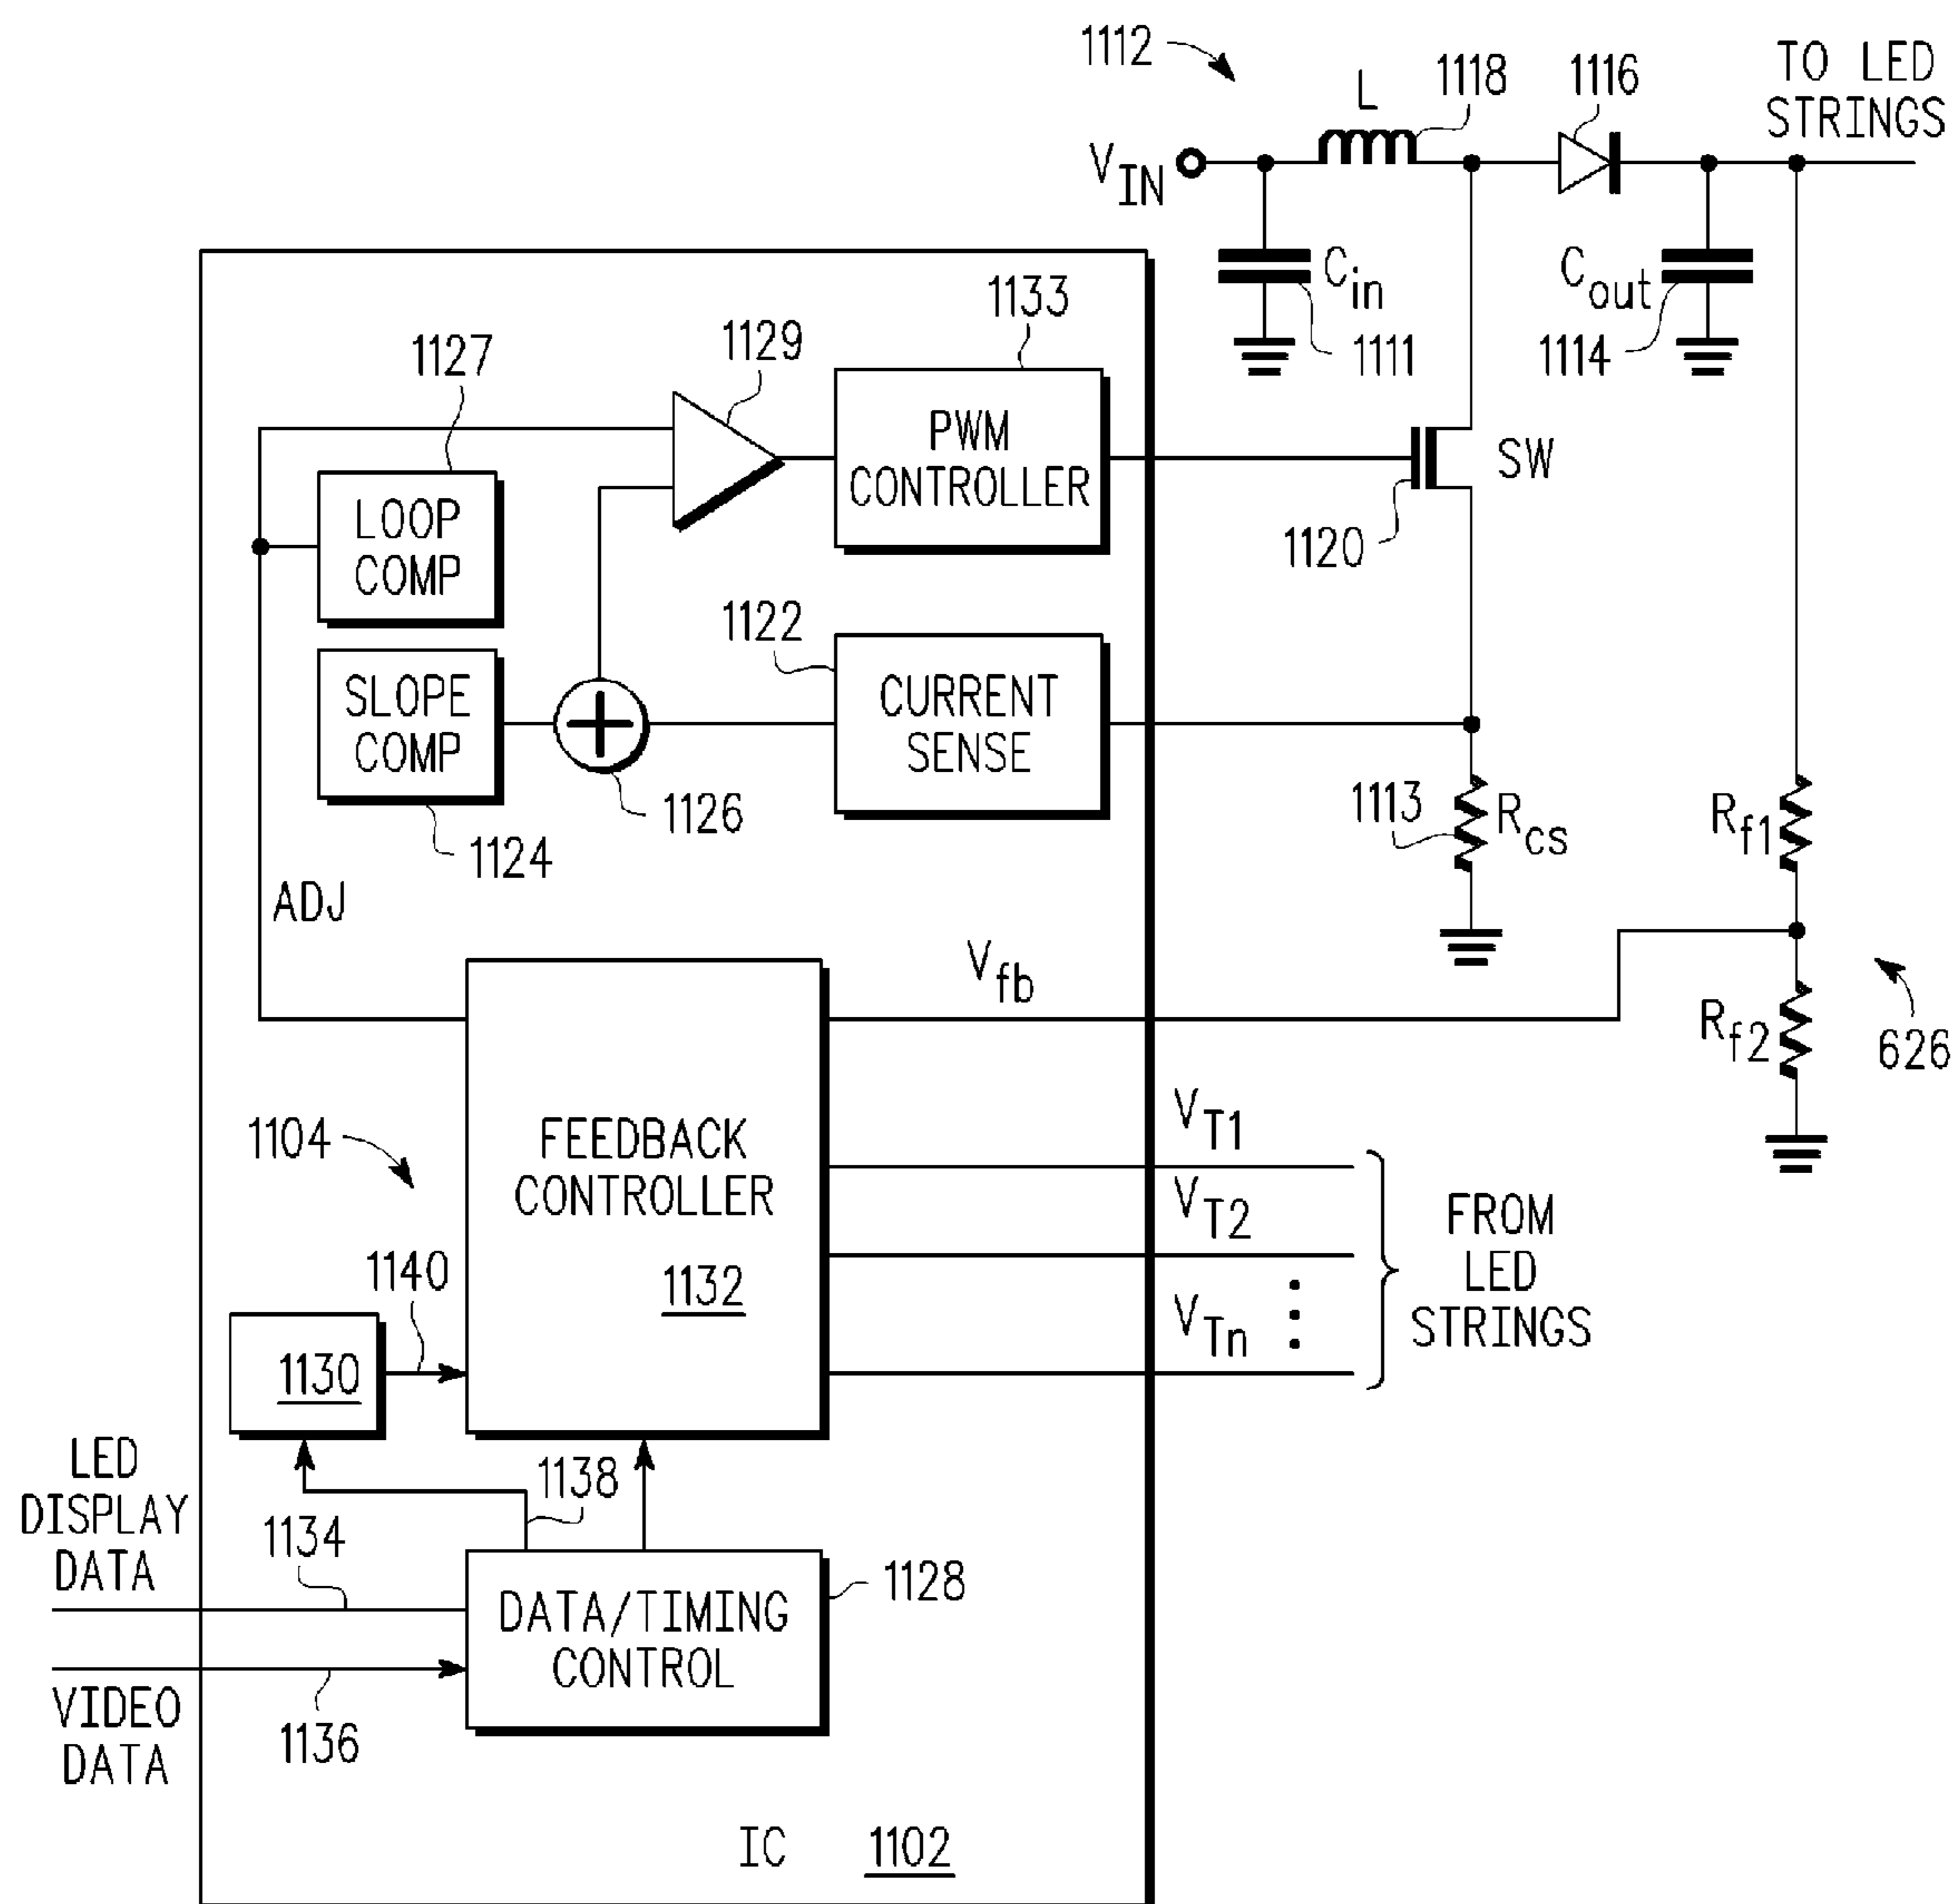 1112
L
1118
1116
TO LED
STRINGS
VIN
Cin
1111
Cout
1114
1133
1129
1127
PWM
CONTROLLER
SW
1120
LOOP
COMP
1122
SLOPE
COMP
CURRENT
SENSE
1126
1124
1113
Rcs
Rf1
ADJ
Vfb
Rf2
626
1104
FEEDBACK
CONTROLLER
1132
VT1
VT2
VTn
FROM
LED
STRINGS
1140
1130
1138
LED
DISPLAY
DATA
1134
DATA/TIMING
CONTROL
1128
VIDEO
DATA
1136
IC 1102